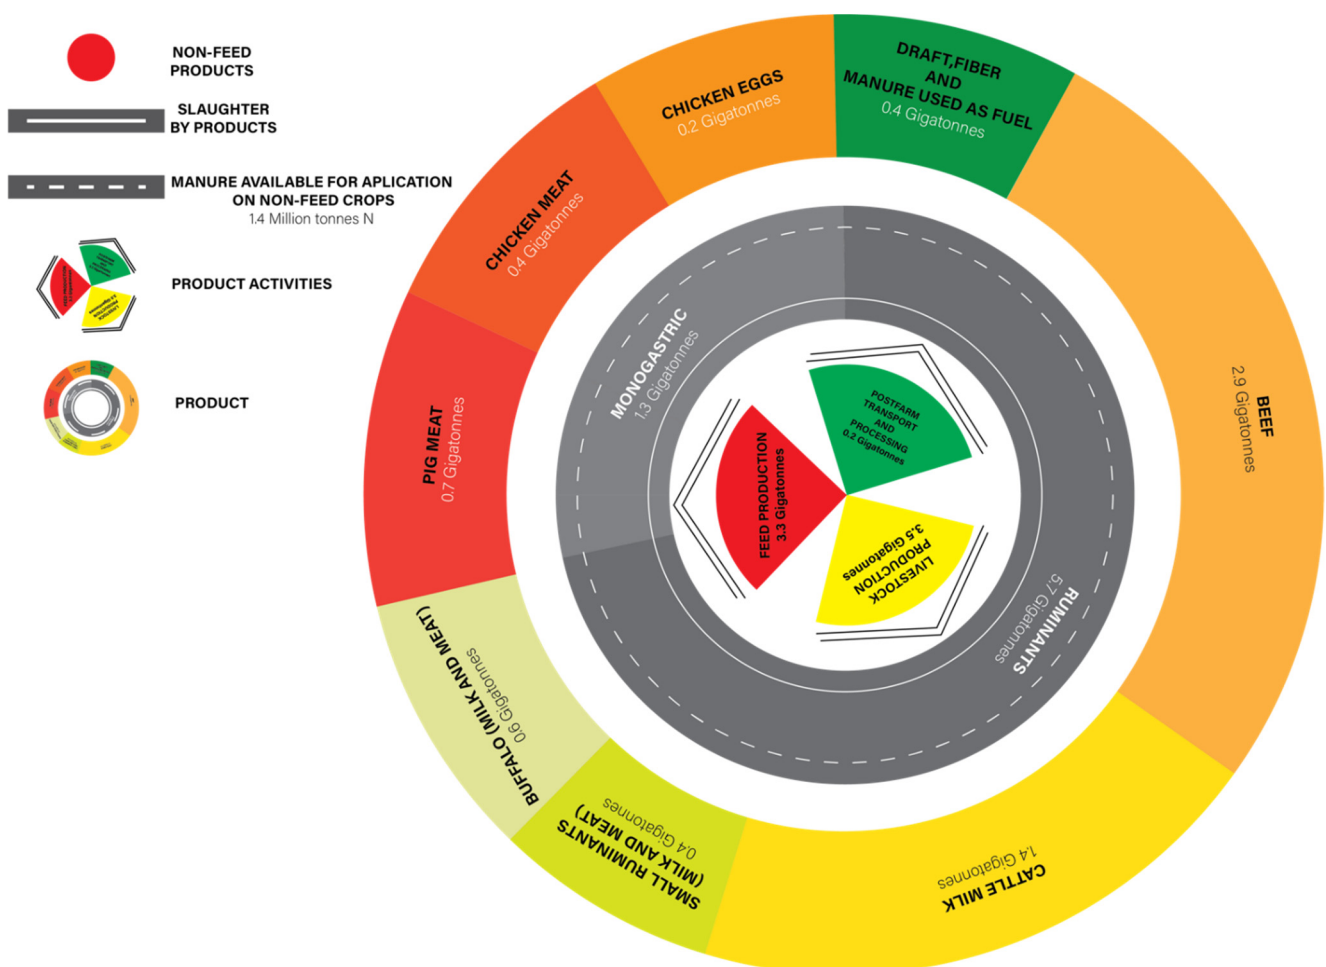 NON-FEED
PRODUCTS
SLAUGHTER
BY PRODUCTS
MANURE AVAILABLE FOR APLICATION
ON NON-FEED CROPS
1.4 Million tonnes N
PRODUCT ACTIVITIES
PRODUCT
DRAFT,FIBER
AND
MANURE USED AS FUEL
0.4 Gigatonnes
BEEF
2.9 Gigatonnes
CATTLE MILK
1.4 Gigatonnes
SMALL RUMINANTS
(MILK AND MEAT)
0.4 Gigatonnes
BUFFALO (MILK AND MEAT)
0.6 Gigatonnes
PIG MEAT
0.7 Gigatonnes
CHICKEN MEAT
0.4 Gigatonnes
CHICKEN EGGS
0.2 Gigatonnes
MONOGASTRIC
1.3 Gigatonnes
RUMINANTS
5.7 Gigatonnes
POSTFARM
TRANSPORT
AND
PROCESSING
0.2 Gigatonnes
FEED PRODUCTION
3.3 Gigatonnes
LIVESTOCK
PRODUCTION
3.5 Gigatonnes